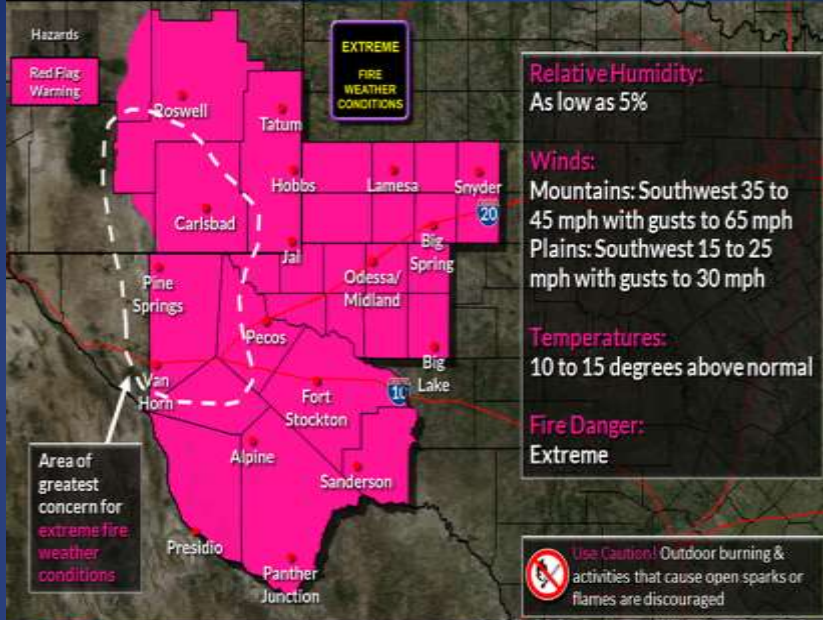 Hazards
Red Flag
Warning
EXTREME
FIRE
WEATHER
CONDITIONS
Roswell
Tatum
Hobbs
Lamesa
Snyder
Carlsbad
20
Jal
Big
Spring
Odessa/
Midland
Pine
Springs
Pecos
Van
Horn
Big
Lake
10
Fort
Stockton
Alpine
Sanderson
Presidio
Panther
Junction
Area of
greatest
concern for
extreme fire
weather
conditions
Relative Humidity:
As low as 5%
Winds:
Mountains: Southwest 35 to
45 mph with gusts to 65 mph
Plains: Southwest 15 to 25
mph with gusts to 30 mph
Temperatures:
10 to 15 degrees above normal
Fire Danger:
Extreme
Use Caution! Outdoor burning &
activities that cause open sparks or
flames are discouraged